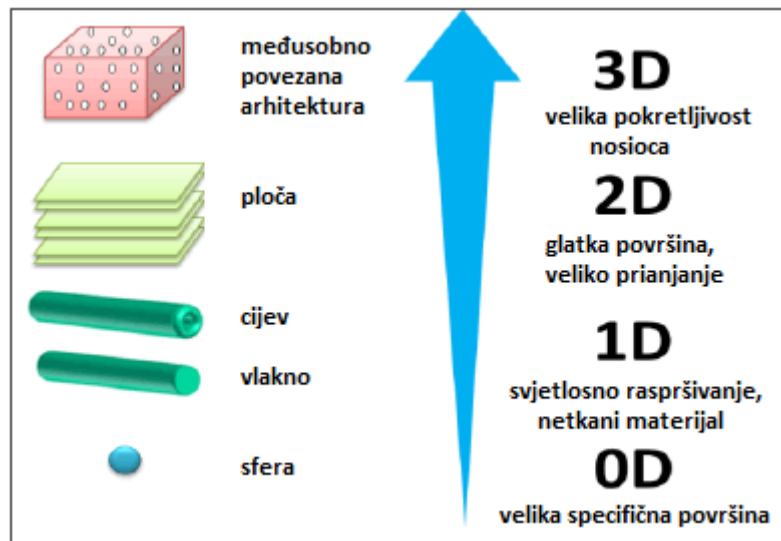 međusobno
povezana
arhitektura
3D
velika pokretljivost
nosioca
ploča
2D
glatka površina,
veliko prianjanje
cijev
vlakno
1D
svjetlosno raspršivanje,
netkani materijal
sfera
0D
velika specifična površina